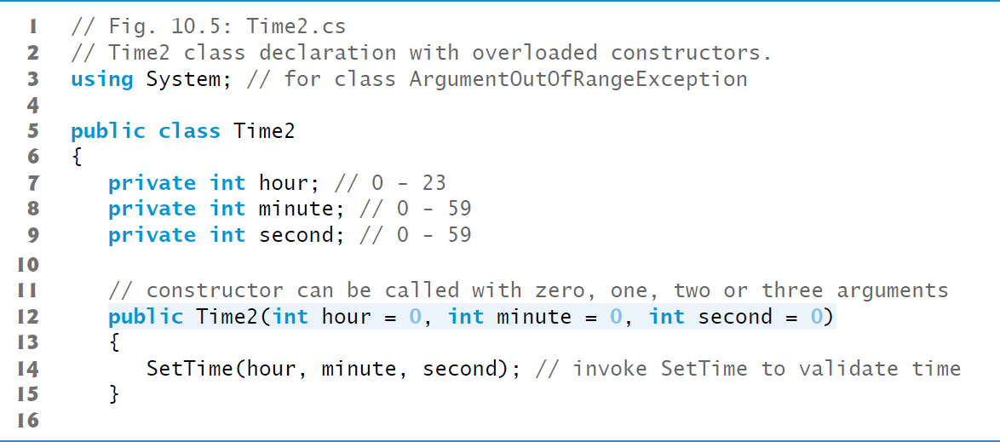 1 // Fig. 10.5: Time2.cs
2 // Time2 class declaration with overloaded constructors.
3 using System; // for class ArgumentOutOfRangeException
4
5 public class Time2
6 {
7 private int hour; // 0 - 23
8 private int minute; // 0 - 59
9 private int second; // 0 - 59
10
11 // constructor can be called with zero, one, two or three arguments
12 public Time2(int hour = 0, int minute = 0, int second = 0)
13 {
14 SetTime(hour, minute, second); // invoke SetTime to validate time
15 }
16